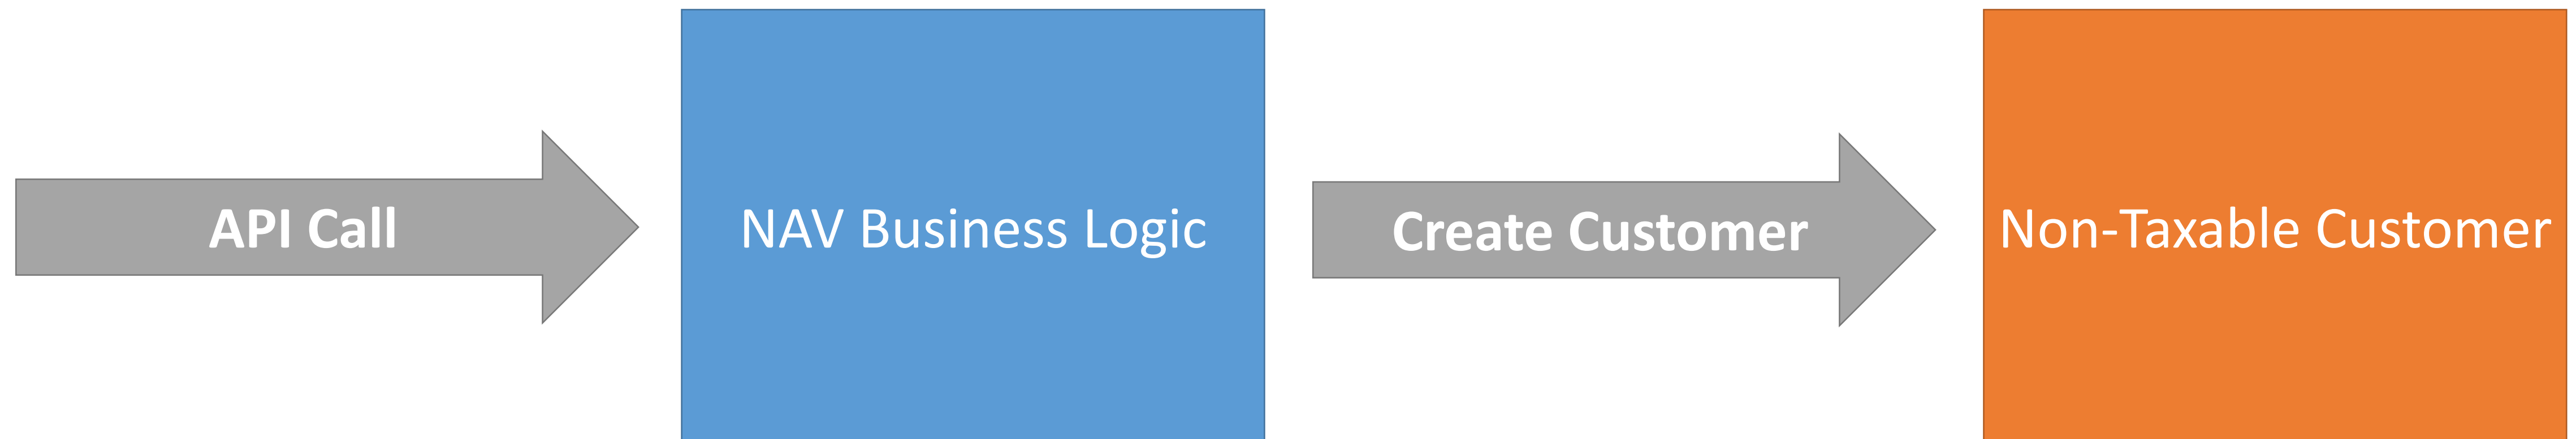 API Call
NAV Business Logic
Create Customer
Non-Taxable Customer